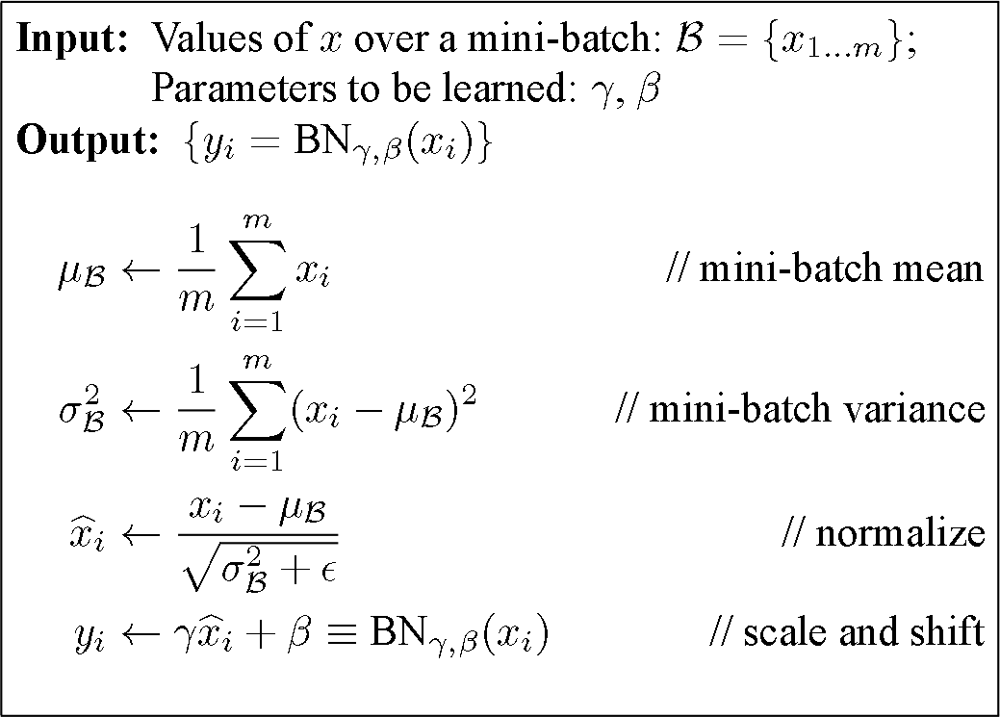 Input: Values of $x$ over a mini-batch: $\mathcal{B} = \{x_{1...m}\}$;
Parameters to be learned: $\gamma$, $\beta$
Output: $\{y_i = \mathrm{BN}_{\gamma,\beta}(x_i)\}$
$\mu_{\mathcal{B}} \leftarrow \frac{1}{m} \sum_{i=1}^{m} x_i$ // mini-batch mean
$\sigma_{\mathcal{B}}^2 \leftarrow \frac{1}{m} \sum_{i=1}^{m} (x_i - \mu_{\mathcal{B}})^2$ // mini-batch variance
$\widehat{x}_i \leftarrow \frac{x_i - \mu_{\mathcal{B}}}{\sqrt{\sigma_{\mathcal{B}}^2 + \epsilon}}$ // normalize
$y_i \leftarrow \gamma \widehat{x}_i + \beta \equiv \mathrm{BN}_{\gamma,\beta}(x_i)$ // scale and shift